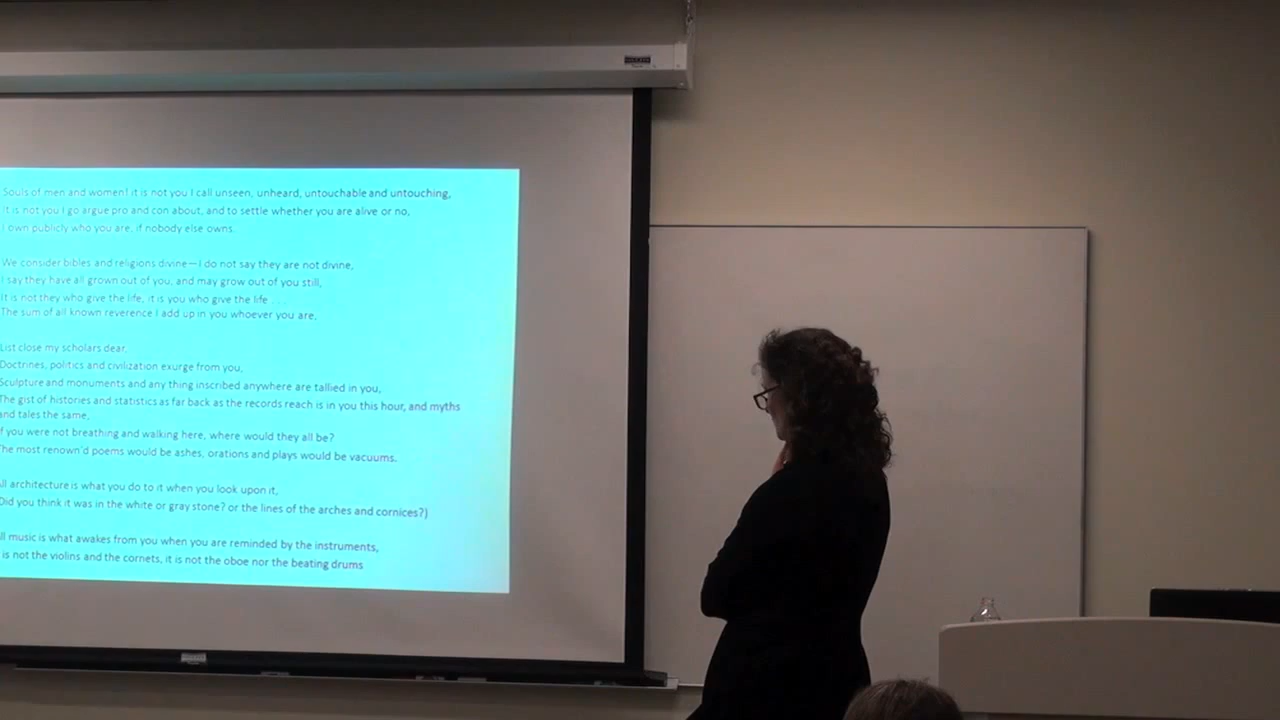 Souls of men and women! it is not you I call unseen, unheard, untouchable and untouching,
It is not you I go argue pro and con about, and to settle whether you are alive or no,
I own publicly who you are, if nobody else owns.
We consider bibles and religions divine—I do not say they are not divine,
I say they have all grown out of you, and may grow out of you still,
It is not they who give the life, it is you who give the life . . .
The sum of all known reverence I add up in you whoever you are,
List close my scholars dear,
Doctrines, politics and civilization exurge from you,
Sculpture and monuments and any thing inscribed anywhere are tallied in you,
The gist of histories and statistics as far back as the records reach is in you this hour, and myths
and tales the same,
f you were not breathing and walking here, where would they all be?
The most renown'd poems would be ashes, orations and plays would be vacuums.
ll architecture is what you do to it when you look upon it,
Did you think it was in the white or gray stone? or the lines of the arches and cornices?)
ll music is what awakes from you when you are reminded by the instruments,
is not the violins and the cornets, it is not the oboe nor the beating drums